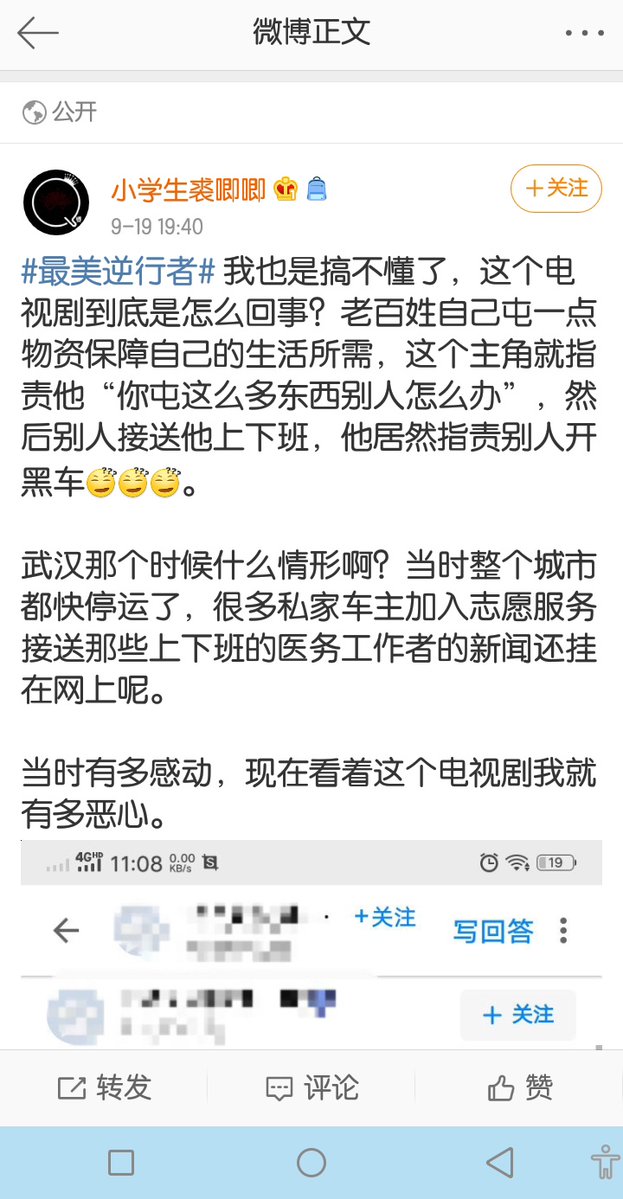 微博正文
公开
小学生裘唧唧
+关注
9-19 19:40
#最美逆行者# 我也是搞不懂了，这个电
视剧到底是怎么回事？老百姓自己屯一点
物资保障自己的生活所需，这个主角就指
责他“你屯这么多东西别人怎么办”，然
后别人接送他上下班，他居然指责别人开
黑车。
武汉那个时候什么情形啊？当时整个城市
都快停运了，很多私家车主加入志愿服务
接送那些上下班的医务工作者的新闻还挂
在网上呢。
当时有多感动，现在看着这个电视剧我就
有多恶心。
4GHD 11:08 0.00 KB/s 19
+关注 写回答
+ 关注
转发 评论 赞